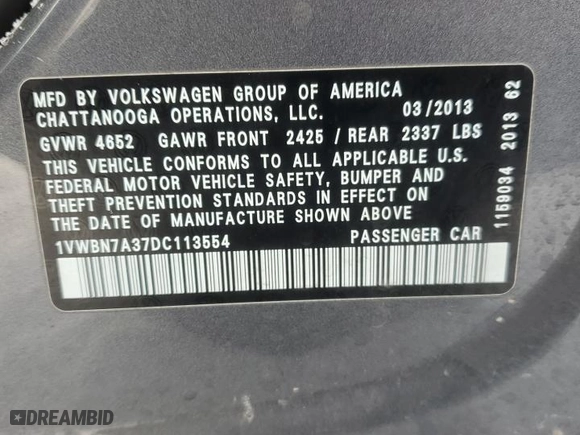 MFD BY VOLKSWAGEN GROUP OF AMERICA
CHATTANOOGA OPERATIONS, LLC. 03/2013
GVWR 4652 GAWR FRONT 2425 / REAR 2337 LBS
THIS VEHICLE CONFORMS TO ALL APPLICABLE U.S.
FEDERAL MOTOR VEHICLE SAFETY, BUMPER AND
THEFT PREVENTION STANDARDS IN EFFECT ON
THE DATE OF MANUFACTURE SHOWN ABOVE
1VWBN7A37DC113554 PASSENGER CAR
1159034 2013 62
DREAMBID